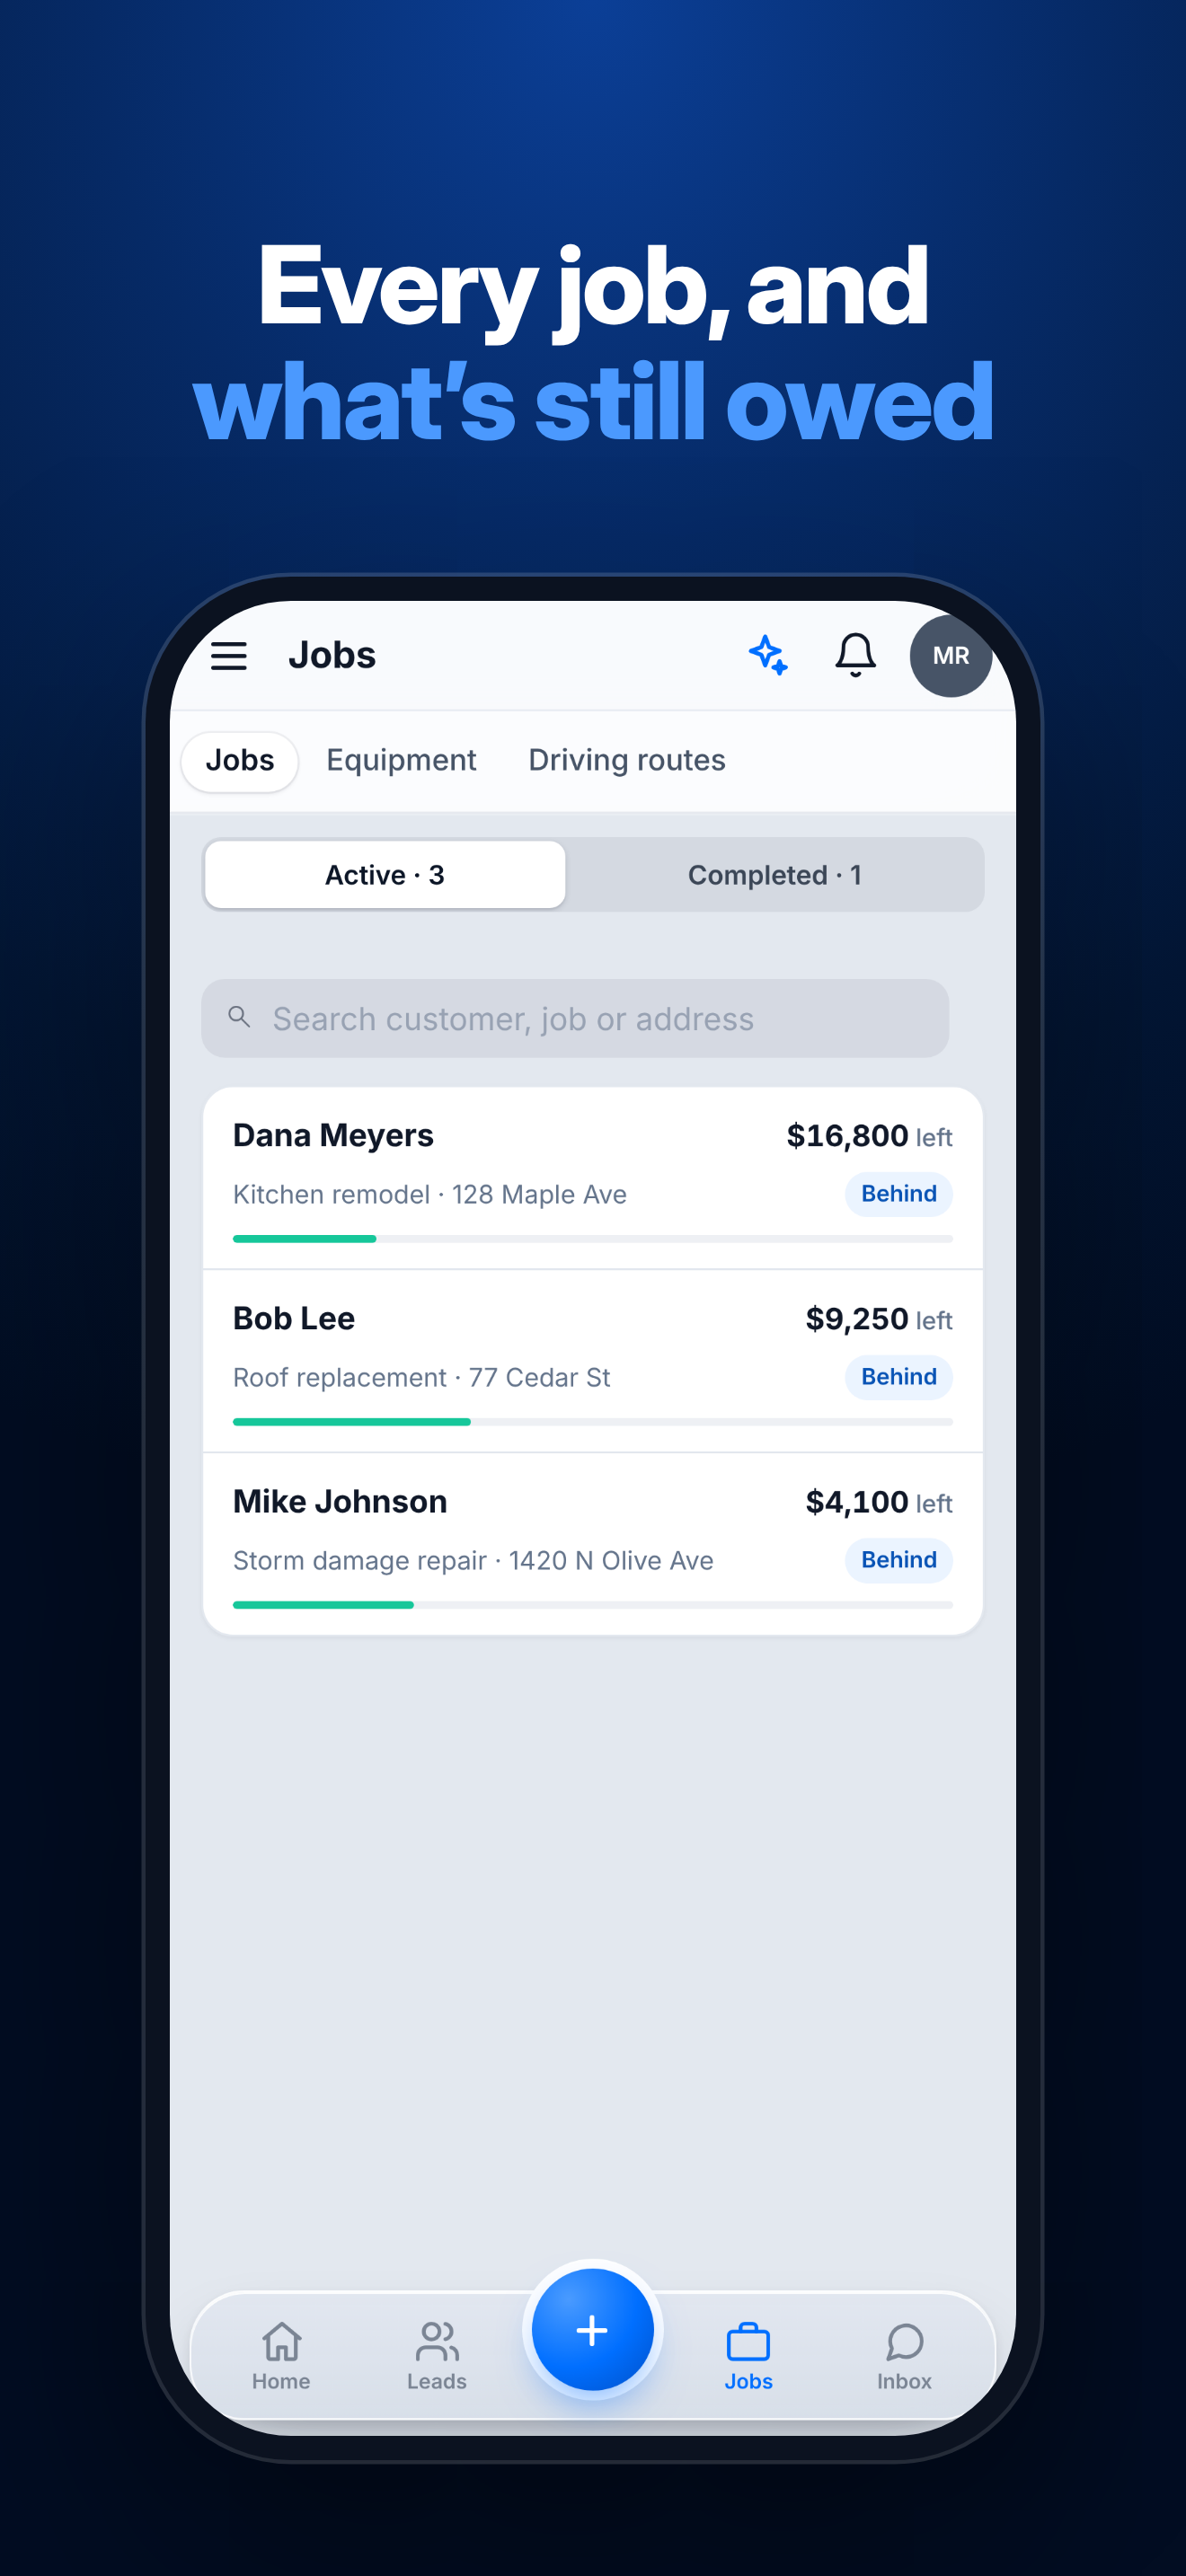 Every job, and
what’s still owed
Jobs
MR
Jobs Equipment Driving routes
Active · 3 Completed · 1
Search customer, job or address
Dana Meyers $16,800 left
Kitchen remodel · 128 Maple Ave Behind
Bob Lee $9,250 left
Roof replacement · 77 Cedar St Behind
Mike Johnson $4,100 left
Storm damage repair · 1420 N Olive Ave Behind
Home Leads Jobs Inbox